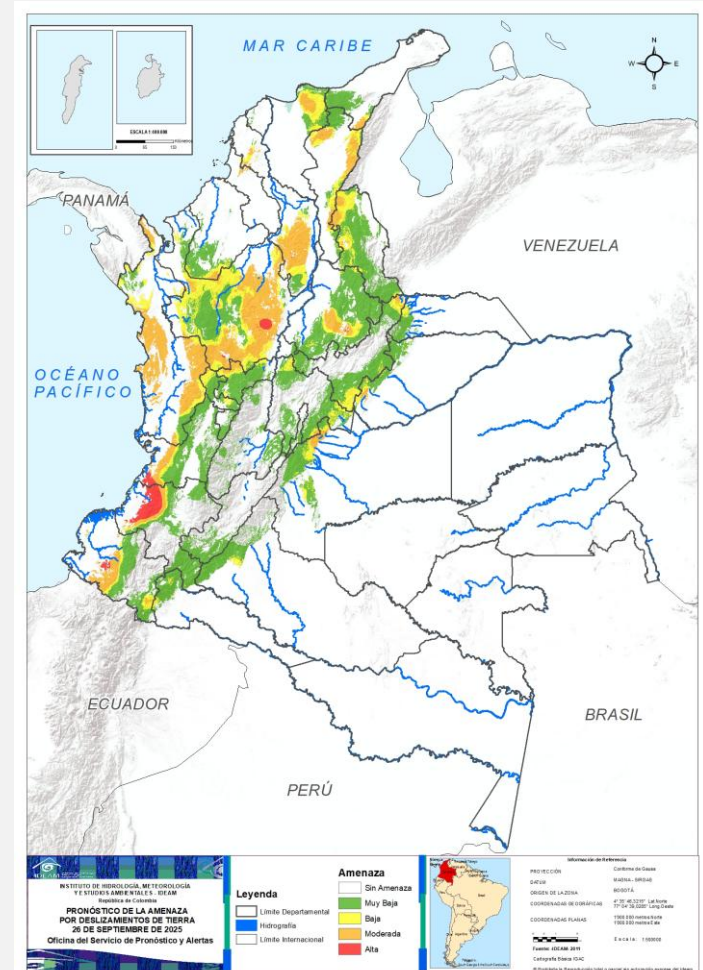 MAR CARIBE
N
W
E
S
ESCALA 1:
PANAMÁ
VENEZUELA
OCÉANO
PACÍFICO
ECUADOR
BRASIL
PERÚ
IDEAM
INSTITUTO DE HIDROLOGÍA, METEOROLOGÍA
Y ESTUDIOS AMBIENTALES - IDEAM
República de Colombia
PRONÓSTICO DE LA AMENAZA
POR DESLIZAMIENTOS DE TIERRA
26 DE SEPTIEMBRE DE 2025
Oficina del Servicio de Pronóstico y Alertas
Leyenda
Límite Departamental
Hidrografía
Límite Internacional
Amenaza
Sin Amenaza
Muy Baja
Baja
Moderada
Alta
Información de Referencia
PROYECCIÓN Conforme de Gauss
DATUM MAGNA - SIRGAS
ORIGEN DE LA ZONA BOGOTÁ
COORDENADAS GEOGRÁFICAS
COORDENADAS PLANAS
Escala:
Fuente: IDEAM
Cartografía Básica IGAC